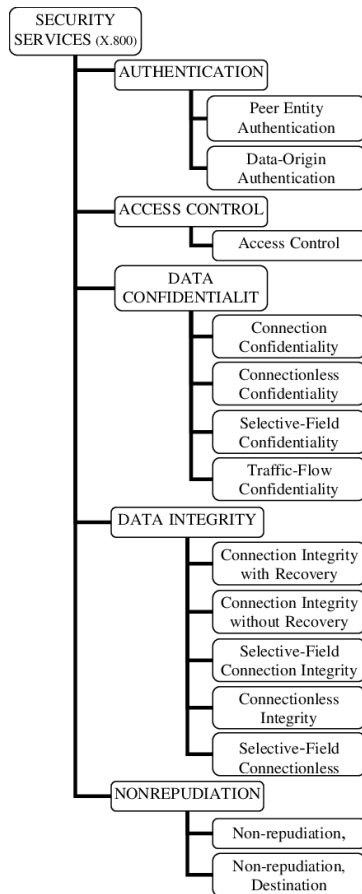 SECURITY
SERVICES (X.800)
AUTHENTICATION
Peer Entity
Authentication
Data-Origin
Authentication
ACCESS CONTROL
Access Control
DATA
CONFIDENTIALIT
Connection
Confidentiality
Connectionless
Confidentiality
Selective-Field
Confidentiality
Traffic-Flow
Confidentiality
DATA INTEGRITY
Connection Integrity
with Recovery
Connection Integrity
without Recovery
Selective-Field
Connection Integrity
Connectionless
Integrity
Selective-Field
Connectionless
NONREPUDIATION
Non-repudiation,
Non-repudiation,
Destination